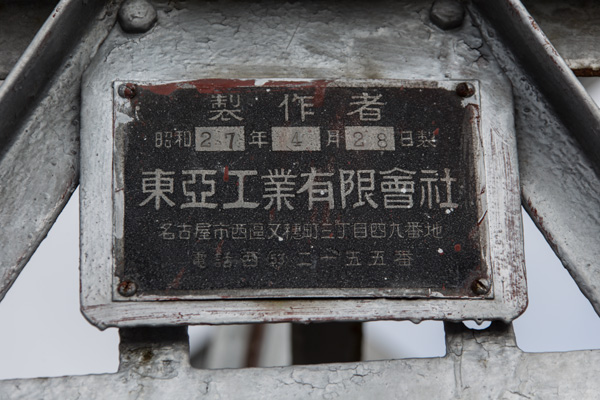 製作者
昭和27年4月28日製
東亞工業有限會社
名古屋市西區又穂町三丁目四九番地
電話西(53)二一五五番